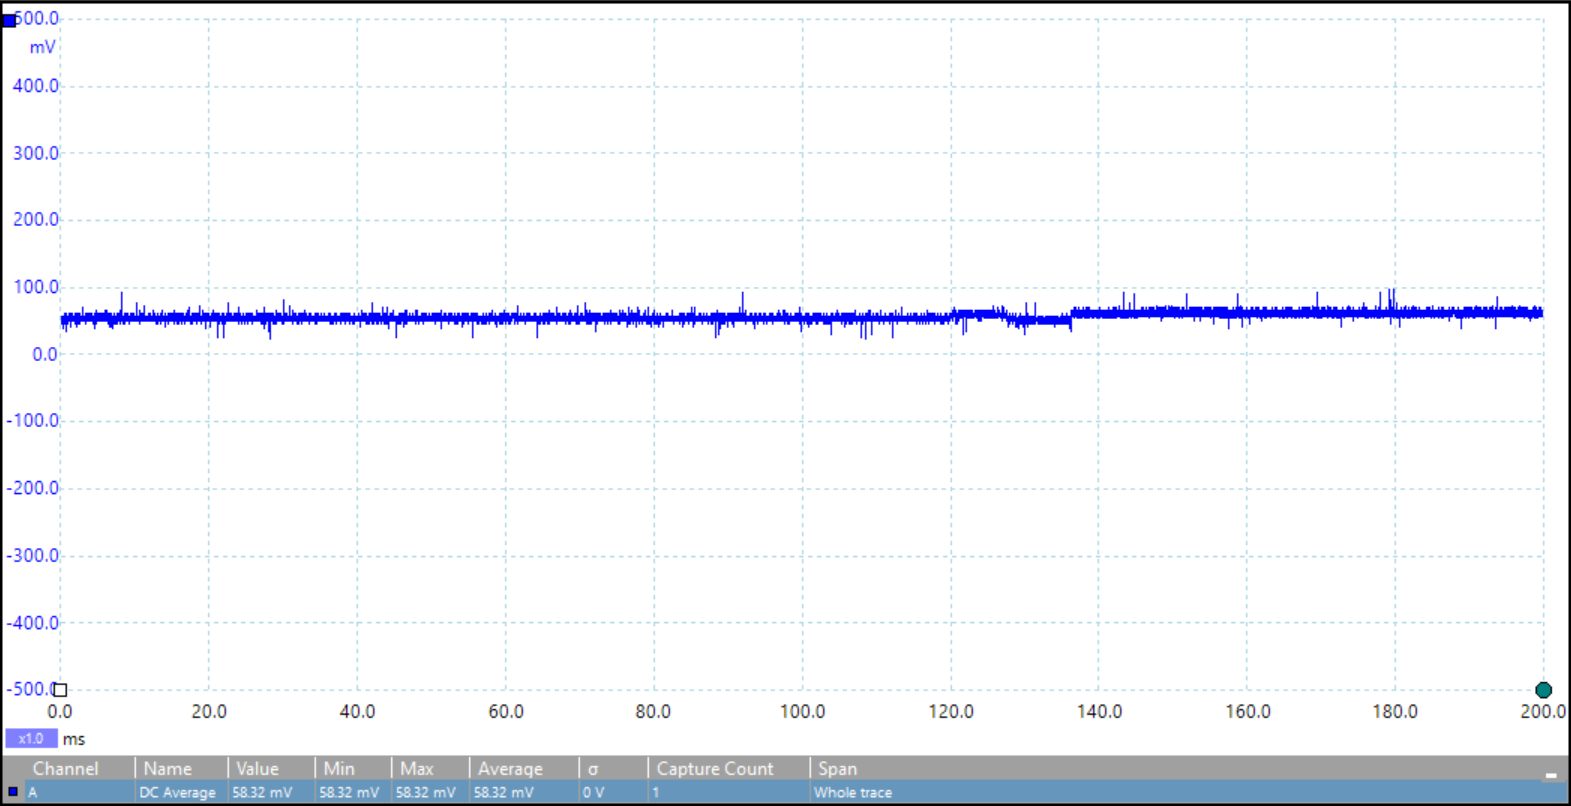 500.0
mV
400.0
300.0
200.0
100.0
0.0
-100.0
-200.0
-300.0
-400.0
-500.0
0.0 20.0 40.0 60.0 80.0 100.0 120.0 140.0 160.0 180.0 200.0
x1.0 ms
Channel Name Value Min Max Average σ Capture Count Span
A DC Average 58.32 mV 58.32 mV 58.32 mV 58.32 mV 0 V 1 Whole trace